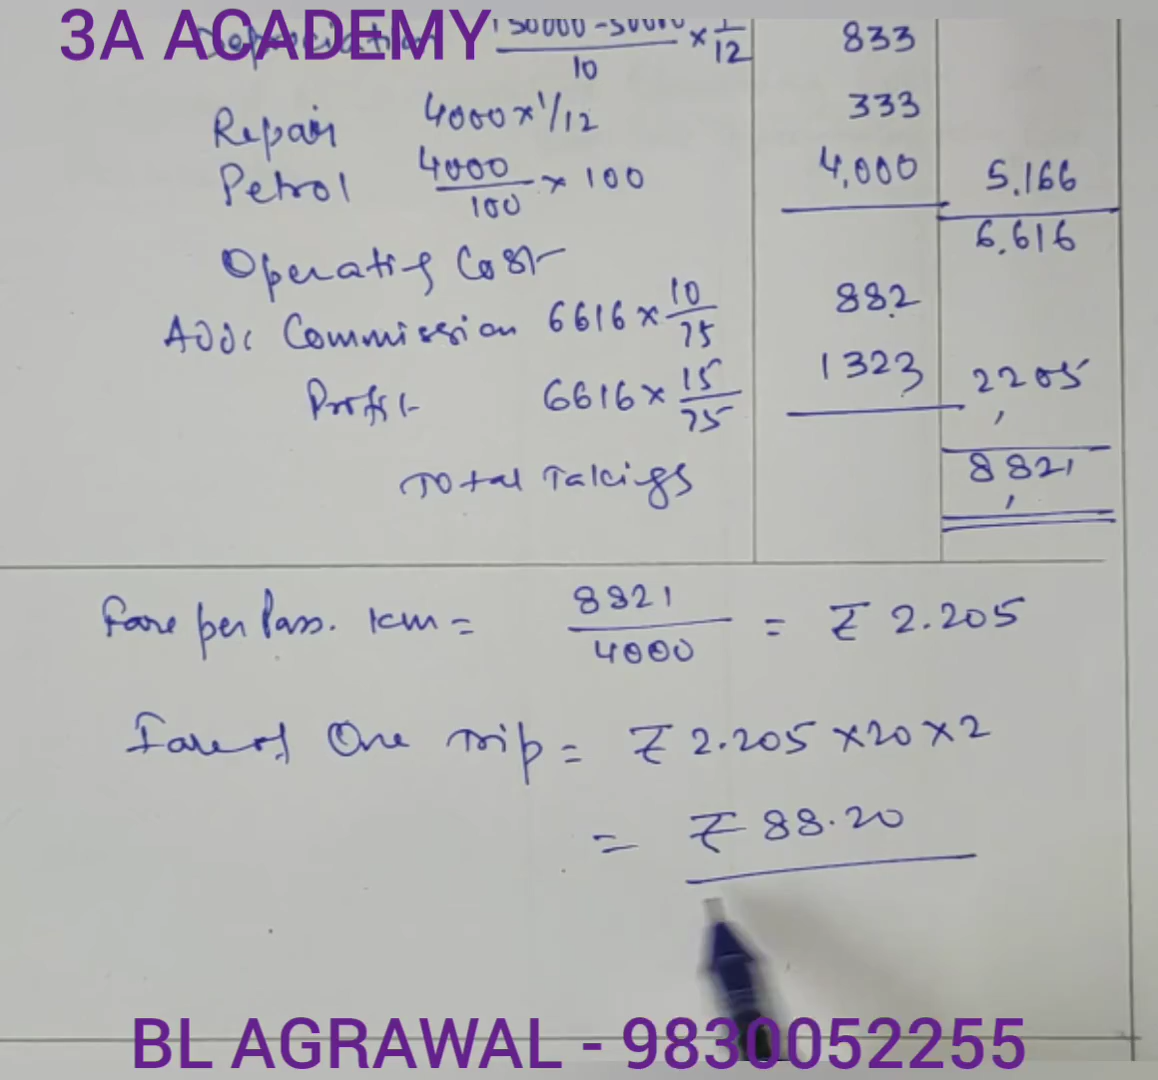 3A ACADEMY
150000-50000/10 × 1/12 833
Repair 4000×1/12 333
Petrol 4000/100 × 100 4,000 5,166
6,616
Operating Cost
Add: Commission 6616 × 10/75 882
Profit 6616 × 15/75 1323 2205
Total Takings 8821
Fare per Pass. km = 8821/4000 = ₹ 2.205
Fare of One Trip = ₹ 2.205 ×20×2
= ₹ 88.20
BL AGRAWAL - 9830052255